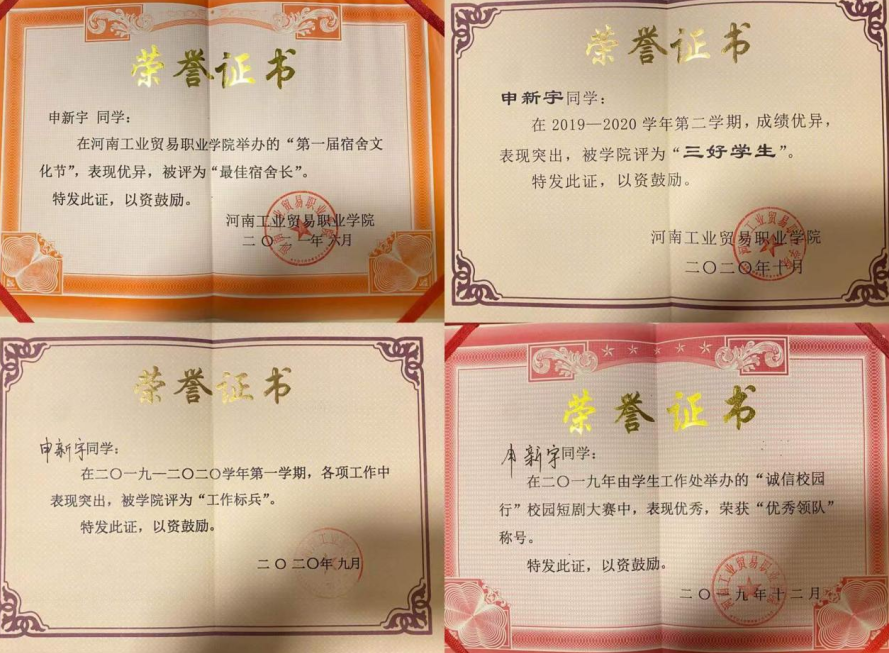 荣誉证书
申新宇 同学：
在河南工业贸易职业学院举办的“第一届宿舍文
化节”，表现优异，被评为“最佳宿舍长”。
特发此证，以资鼓励。
河南工业贸易职业学院
二〇二一年六月
荣誉证书
申新宇同学：
在 2019—2020 学年第二学期，成绩优异，
表现突出，被学院评为“三好学生”。
特发此证，以资鼓励。
河南工业贸易职业学院
二〇二〇年十月
荣誉证书
申新宇同学：
在二〇一九—二〇二〇学年第一学期，各项工作中
表现突出，被学院评为“工作标兵”。
特发此证，以资鼓励。
二〇二〇年九月
荣誉证书
申新宇同学：
在二〇一九年由学生工作处举办的“诚信校园
行”校园短剧大赛中，表现优秀，荣获“优秀领队”
称号。
特发此证，以资鼓励。
二〇一九年十二月